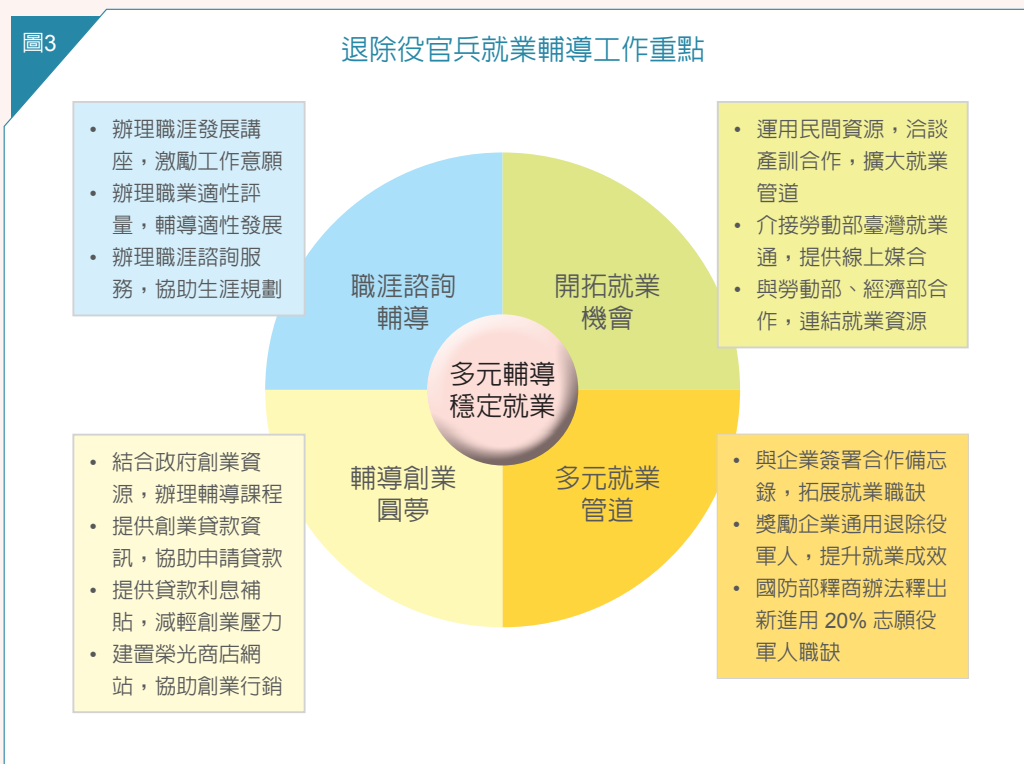 圖3
退除役官兵就業輔導工作重點
• 辦理職涯發展講
座，激勵工作意願
• 辦理職業適性評
量，輔導適性發展
• 辦理職涯諮詢服
務，協助生涯規劃
• 運用民間資源，洽談
產訓合作，擴大就業
管道
• 介接勞動部臺灣就業
通，提供線上媒合
• 與勞動部、經濟部合
作，連結就業資源
職涯諮詢
輔導
開拓就業
機會
多元輔導
穩定就業
輔導創業
圓夢
多元就業
管道
• 結合政府創業資
源，辦理輔導課程
• 提供創業貸款資
訊，協助申請貸款
• 提供貸款利息補
貼，減輕創業壓力
• 建置榮光商店網
站，協助創業行銷
• 與企業簽署合作備忘
錄，拓展就業職缺
• 獎勵企業通用退除役
軍人，提升就業成效
• 國防部釋商辦法釋出
新進用 20% 志願役
軍人職缺